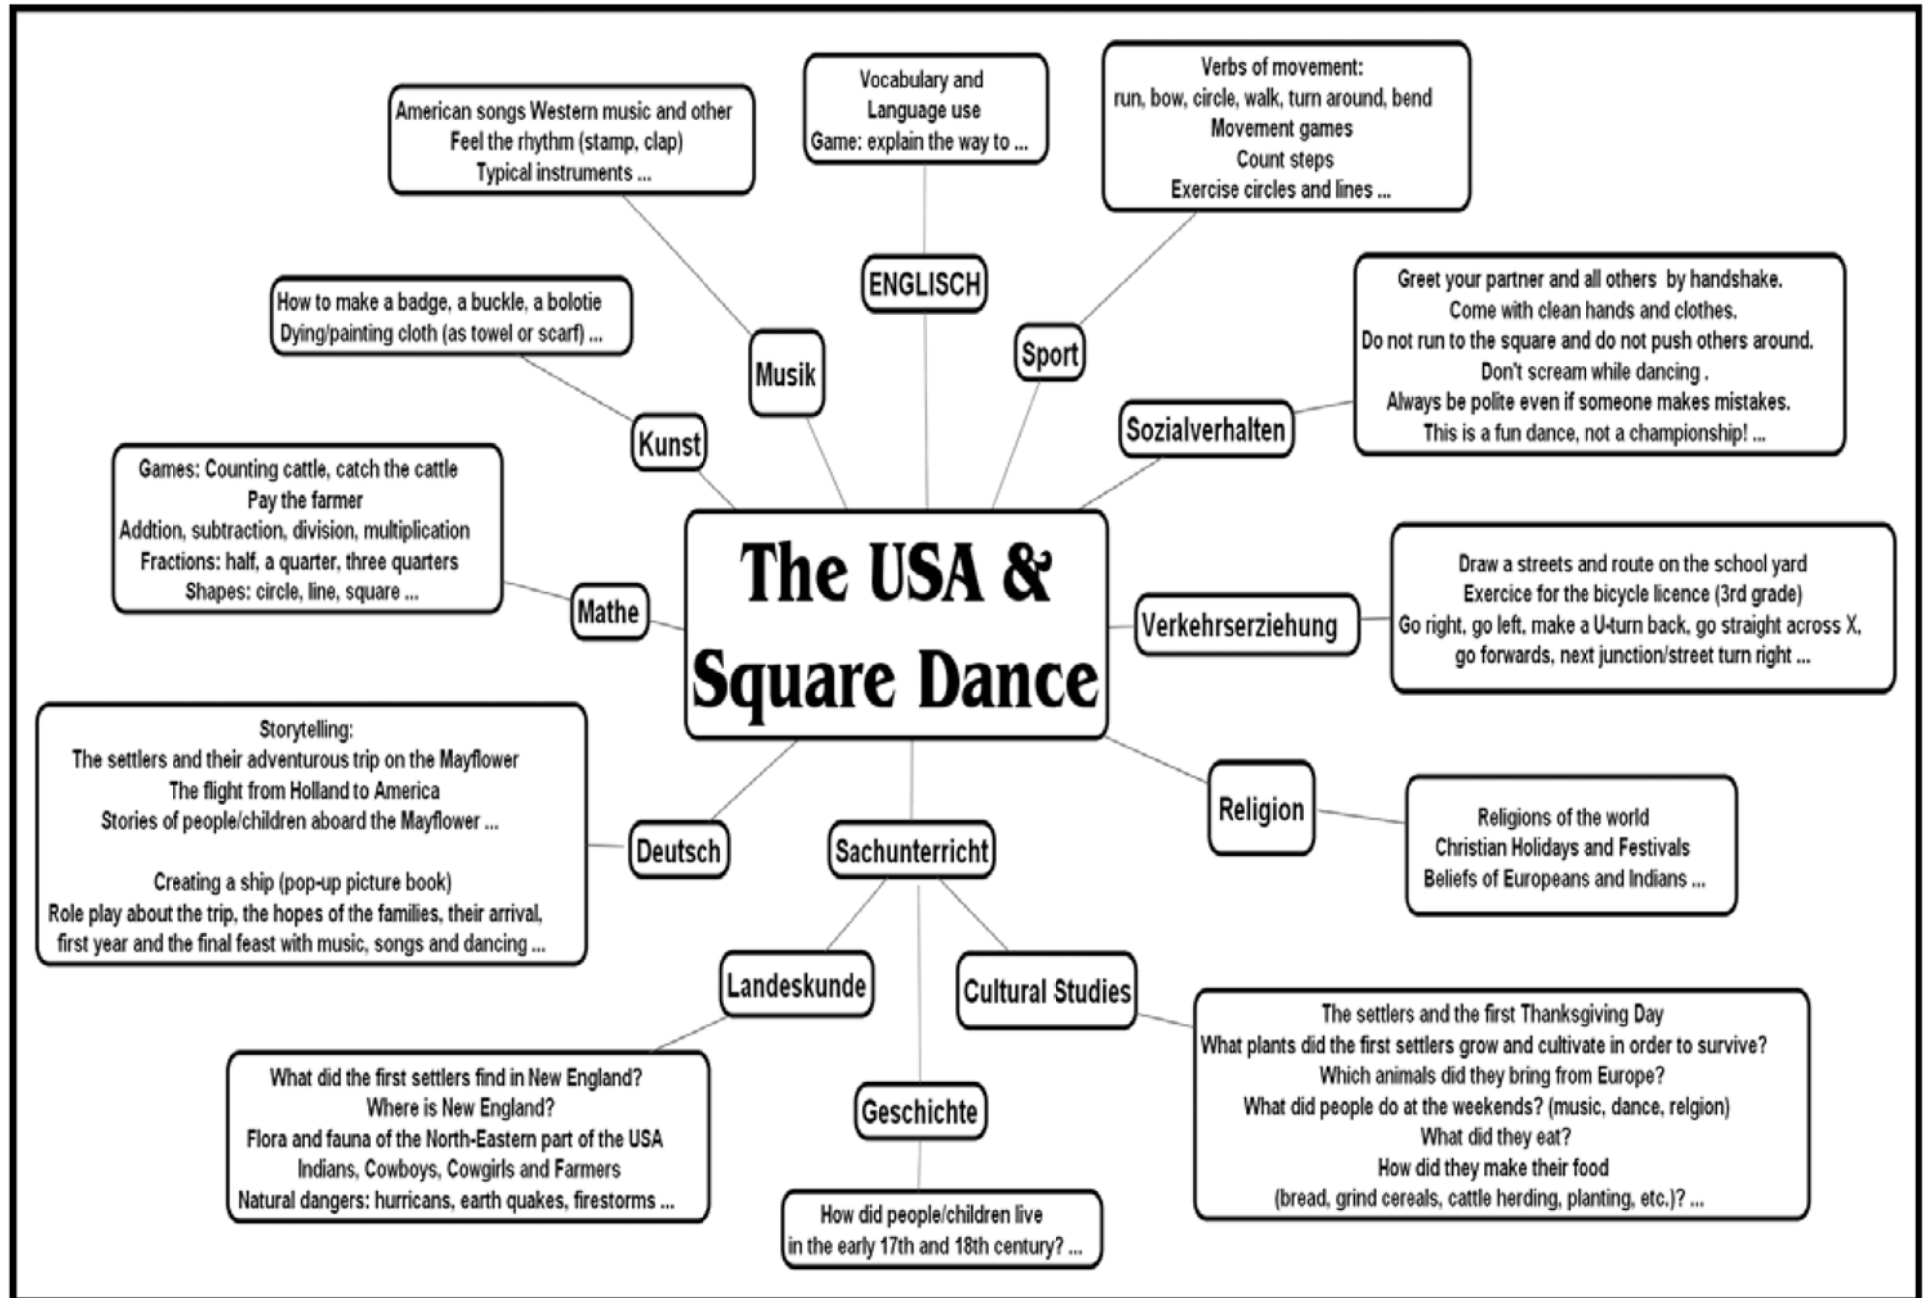 The USA &
Square Dance
ENGLISCH
Vocabulary and
Language use
Game: explain the way to ...
Sport
Verbs of movement:
run, bow, circle, walk, turn around, bend
Movement games
Count steps
Exercise circles and lines ...
Sozialverhalten
Greet your partner and all others by handshake.
Come with clean hands and clothes.
Do not run to the square and do not push others around.
Don't scream while dancing .
Always be polite even if someone makes mistakes.
This is a fun dance, not a championship! ...
Verkehrserziehung
Draw a streets and route on the school yard
Exercice for the bicycle licence (3rd grade)
Go right, go left, make a U-turn back, go straight across X,
go forwards, next junction/street turn right ...
Religion
Religions of the world
Christian Holidays and Festivals
Beliefs of Europeans and Indians ...
Sachunterricht
Cultural Studies
The settlers and the first Thanksgiving Day
What plants did the first settlers grow and cultivate in order to survive?
Which animals did they bring from Europe?
What did people do at the weekends? (music, dance, relgion)
What did they eat?
How did they make their food
(bread, grind cereals, cattle herding, planting, etc.)? ...
Geschichte
How did people/children live
in the early 17th and 18th century? ...
Landeskunde
What did the first settlers find in New England?
Where is New England?
Flora and fauna of the North-Eastern part of the USA
Indians, Cowboys, Cowgirls and Farmers
Natural dangers: hurricans, earth quakes, firestorms ...
Deutsch
Storytelling:
The settlers and their adventurous trip on the Mayflower
The flight from Holland to America
Stories of people/children aboard the Mayflower ...
Creating a ship (pop-up picture book)
Role play about the trip, the hopes of the families, their arrival,
first year and the final feast with music, songs and dancing ...
Mathe
Games: Counting cattle, catch the cattle
Pay the farmer
Addtion, subtraction, division, multiplication
Fractions: half, a quarter, three quarters
Shapes: circle, line, square ...
Kunst
How to make a badge, a buckle, a bolotie
Dying/painting cloth (as towel or scarf) ...
Musik
American songs Western music and other
Feel the rhythm (stamp, clap)
Typical instruments ...